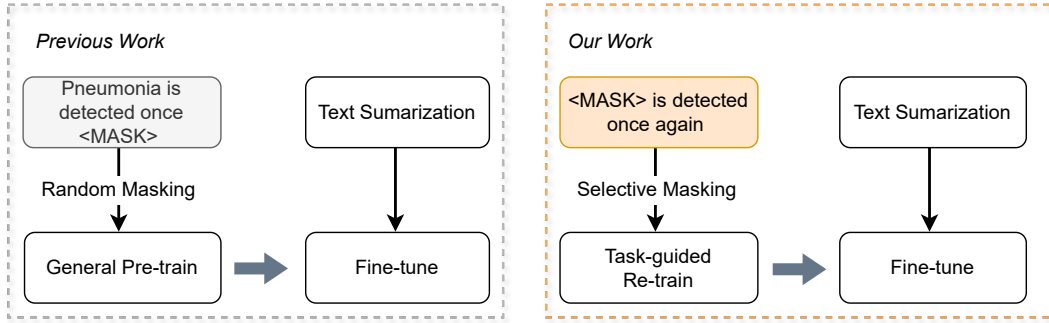 Previous Work
Pneumonia is
detected once
<MASK>
Text Sumarization
Random Masking
General Pre-train
Fine-tune
Our Work
<MASK> is detected
once again
Text Sumarization
Selective Masking
Task-guided
Re-train
Fine-tune